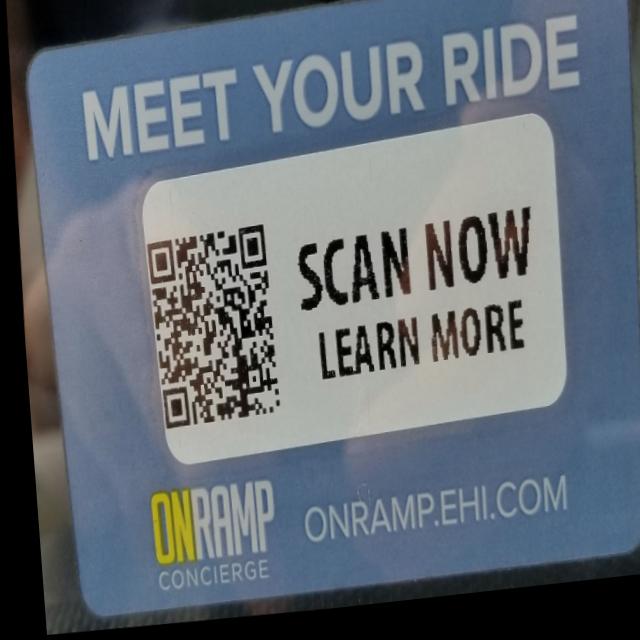 MEET YOUR RIDE
SCAN NOW
LEARN MORE
ONRAMP
CONCIERGE
ONRAMP.EHI.COM